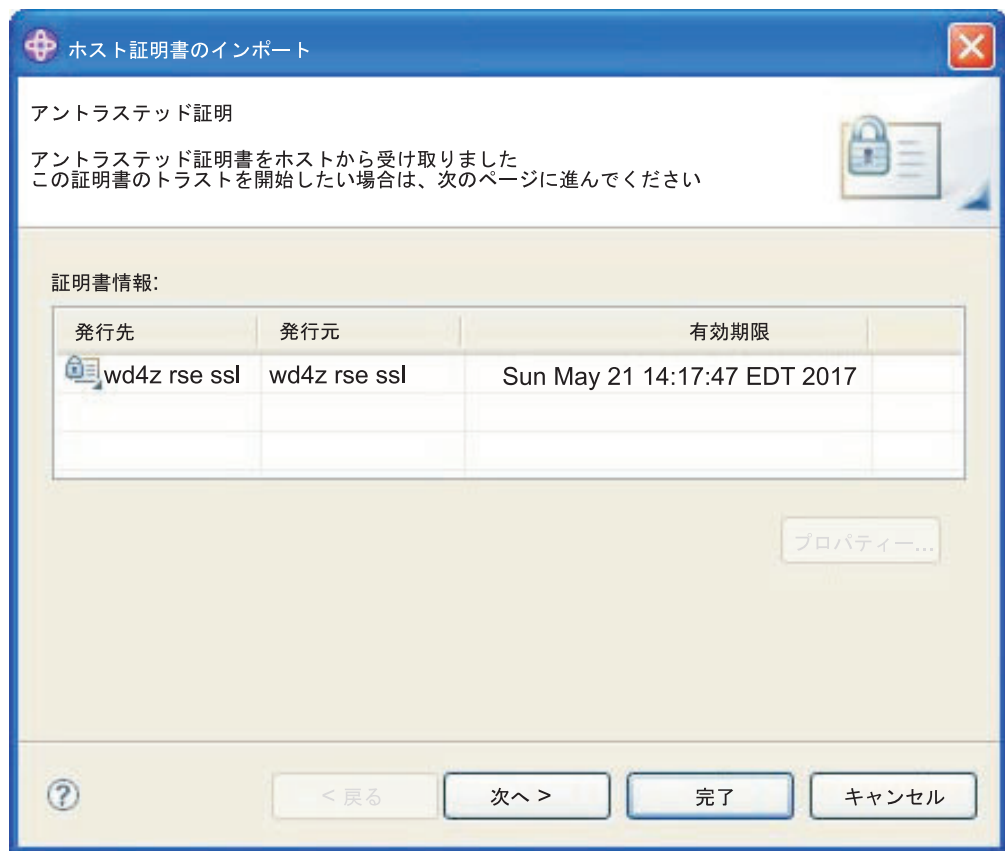 ホスト証明書のインポート
アントラステッド証明
アントラステッド証明書をホストから受け取りました
この証明書のトラストを開始したい場合は、次のページに進んでください
証明書情報:
発行先 発行元 有効期限
wd4z rse ssl wd4z rse ssl Sun May 21 14:17:47 EDT 2017
プロパティー...
? < 戻る 次へ > 完了 キャンセル